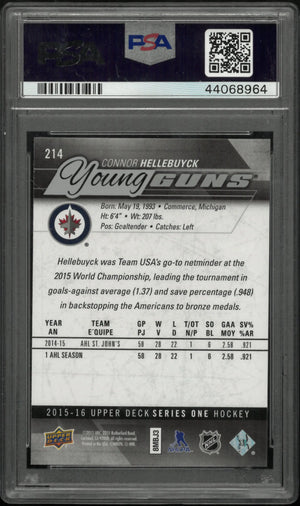 PSA
44068964
214
CONNOR HELLEBUYCK
Young GUNS
Born: May 19, 1993 • Commerce, Michigan
Ht: 6'4" • Wt: 207 lbs.
Pos: Goaltender • Catches: Left
Hellebuyck was Team USA's go-to netminder at the
2015 World Championship, leading the tournament in
goals-against average (1.37) and save percentage (.948)
in backstopping the Americans to bronze medals.
YEAR TEAM GP W L T/OT SO GAA SV%
AN ÉQUIPE PJ V D N/P BL MOY %AR
2014-15 AHL ST. JOHN'S 58 28 22 1 6 2.58 .921
1 AHL SEASON 58 28 22 1 6 2.58 .921
2015-16 UPPER DECK SERIES ONE HOCKEY
UPPER DECK
8MBJ3
NHLPA
NHL